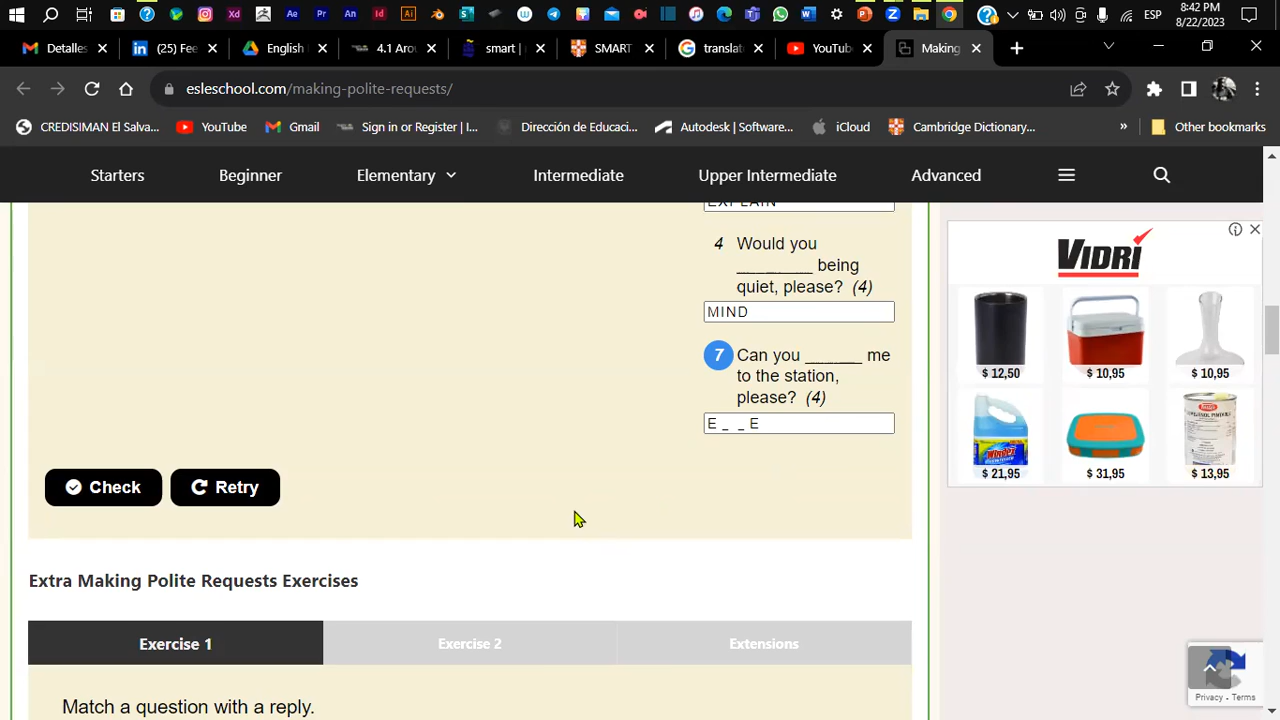 8:42 PM
ESP
8/22/2023
Detalles
(25) Fee
English
4.1 Aro
smart |
SMART
translat
YouTube
Making
esleschool.com/making-polite-requests/
CREDISIMAN El Salva...
YouTube
Gmail
Sign in or Register | I...
Dirección de Educaci...
Autodesk | Software...
iCloud
Cambridge Dictionary...
»
Other bookmarks
Starters
Beginner
Elementary
Intermediate
Upper Intermediate
Advanced
EXPLAIN
4 Would you
_________ being
quiet, please? (4)
MIND
7 Can you _______ me
to the station,
please? (4)
E _ _ E
Check
Retry
VIDRI
$ 12,50
$ 10,95
$ 10,95
$ 21,95
$ 31,95
$ 13,95
Extra Making Polite Requests Exercises
Exercise 1
Exercise 2
Extensions
Match a question with a reply.
Privacy - Terms